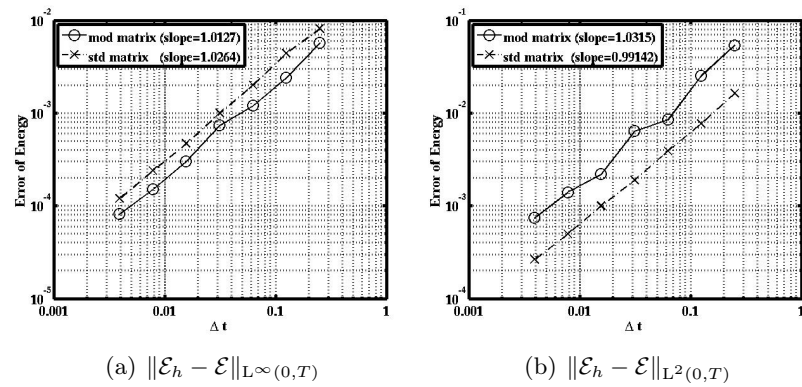 10^-2
mod matrix (slope=1.0127)
std matrix (slope=1.0264)
10^-3
10^-4
10^-5
Error of Energy
0.001 0.01 0.1 1
Δ t
(a) ‖ℰ_h − ℰ‖_L^∞(0,T)
10^-1
mod matrix (slope=1.0315)
std matrix (slope=0.99142)
10^-2
10^-3
10^-4
Error of Energy
0.001 0.01 0.1 1
Δ t
(b) ‖ℰ_h − ℰ‖_L^2(0,T)